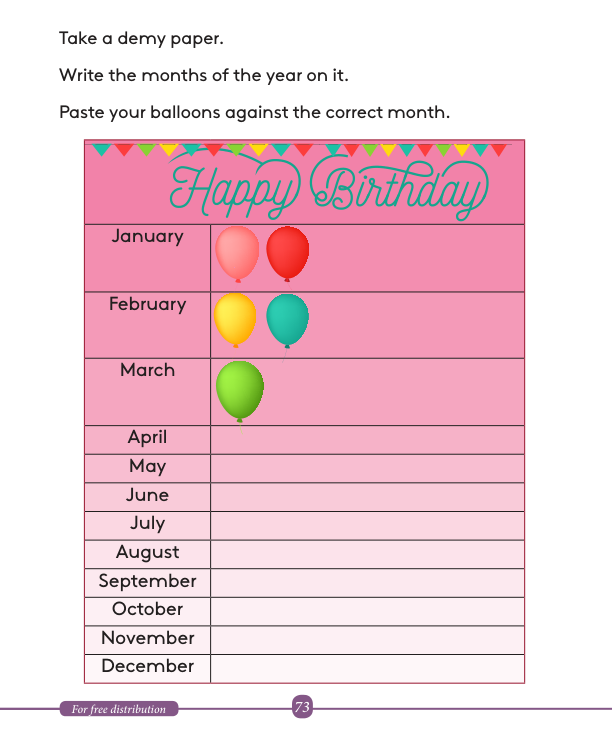 Take a demy paper.
Write the months of the year on it.
Paste your balloons against the correct month.
Happy Birthday
January
February
March
April
May
June
July
August
September
October
November
December
For free distribution
73